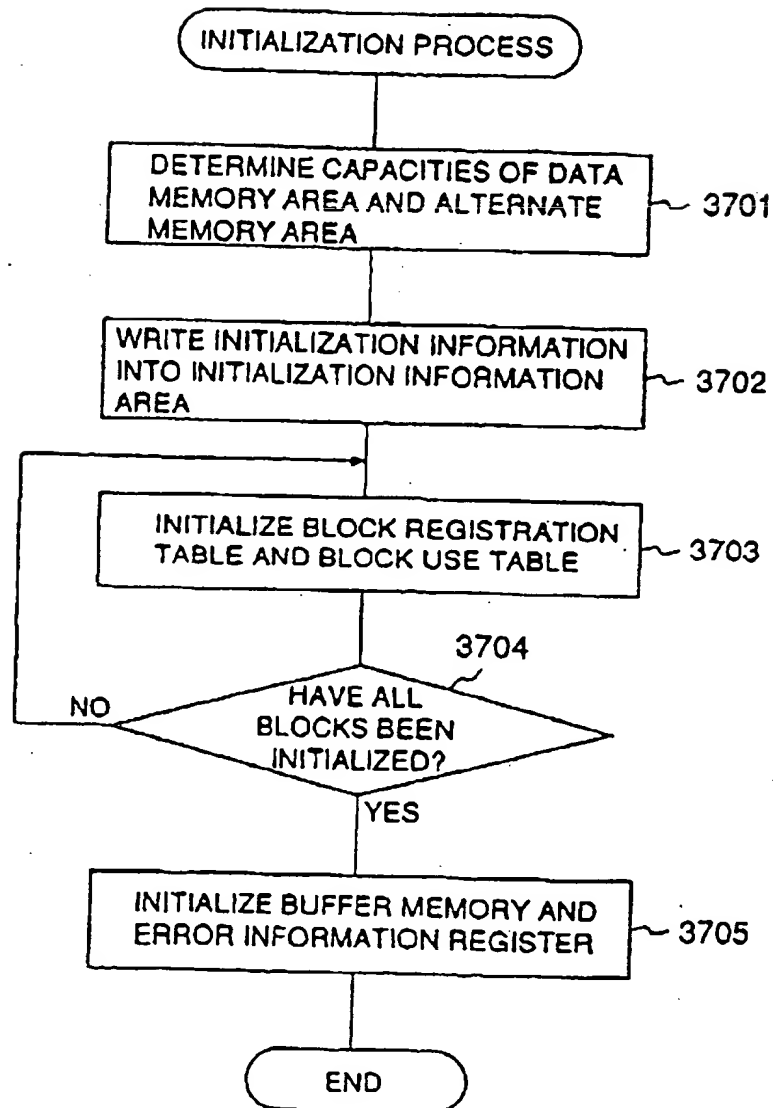 INITIALIZATION PROCESS
DETERMINE CAPACITIES OF DATA
MEMORY AREA AND ALTERNATE
MEMORY AREA
3701
WRITE INITIALIZATION INFORMATION
INTO INITIALIZATION INFORMATION
AREA
3702
INITIALIZE BLOCK REGISTRATION
TABLE AND BLOCK USE TABLE
3703
3704
HAVE ALL
BLOCKS BEEN
INITIALIZED?
NO
YES
INITIALIZE BUFFER MEMORY AND
ERROR INFORMATION REGISTER
3705
END